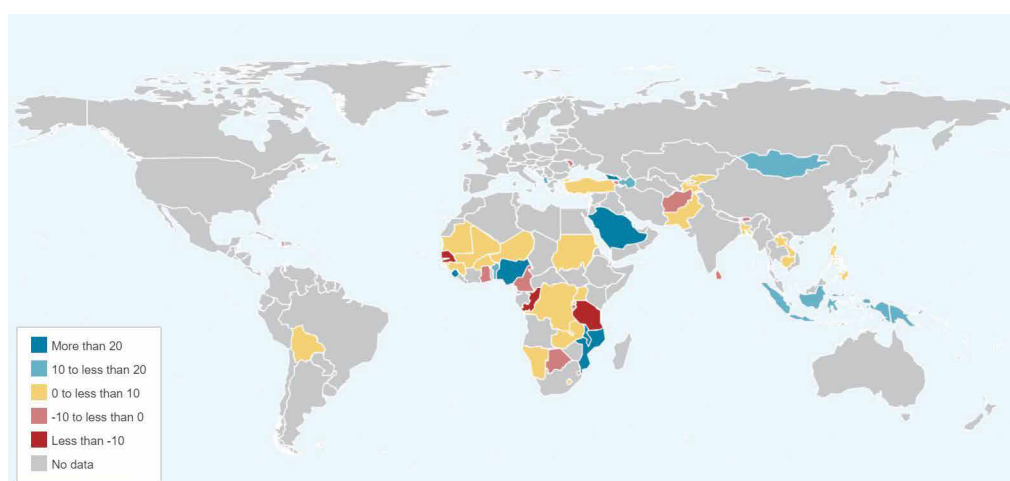 More than 20
10 to less than 20
0 to less than 10
-10 to less than 0
Less than -10
No data